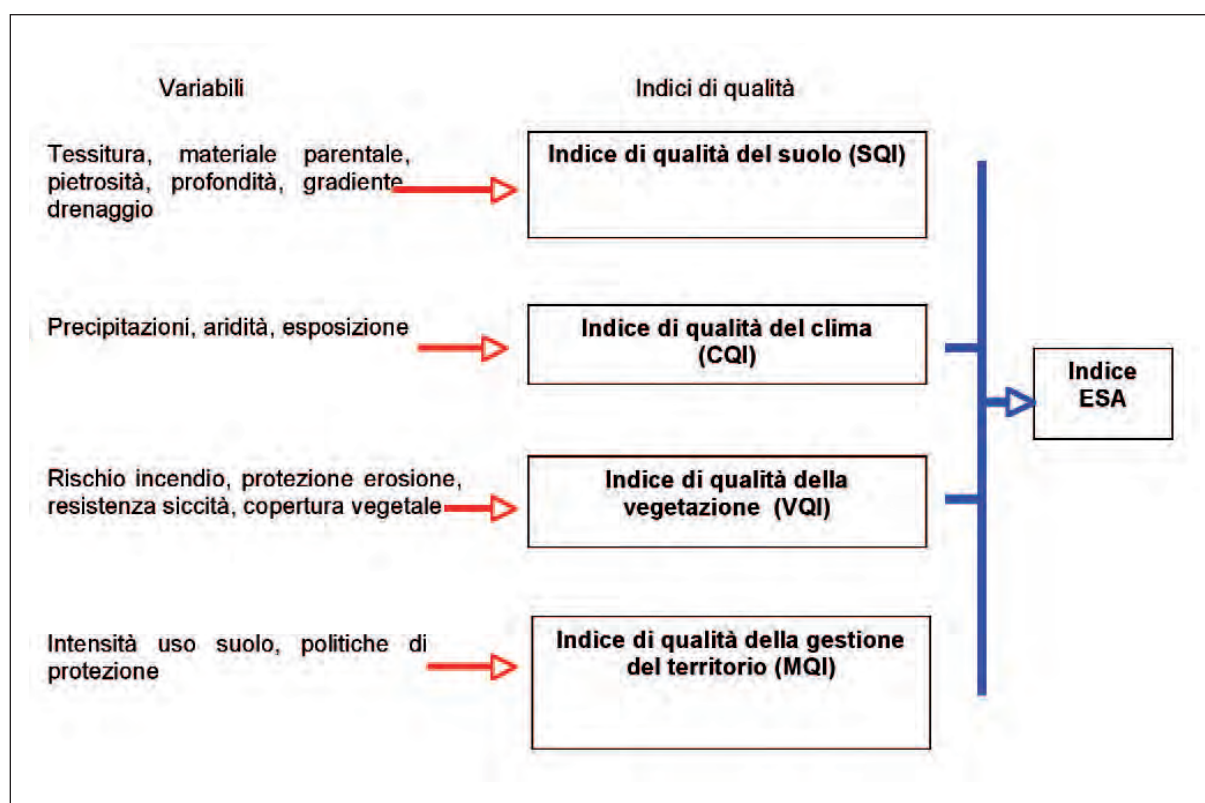 Variabili
Indici di qualità
Tessitura, materiale parentale,
pietrosità, profondità, gradiente
drenaggio
Indice di qualità del suolo (SQI)
Precipitazioni, aridità, esposizione
Indice di qualità del clima
(CQI)
Indice
ESA
Rischio incendio, protezione erosione,
resistenza siccità, copertura vegetale
Indice di qualità della
vegetazione (VQI)
Intensità uso suolo, politiche di
protezione
Indice di qualità della gestione
del territorio (MQI)